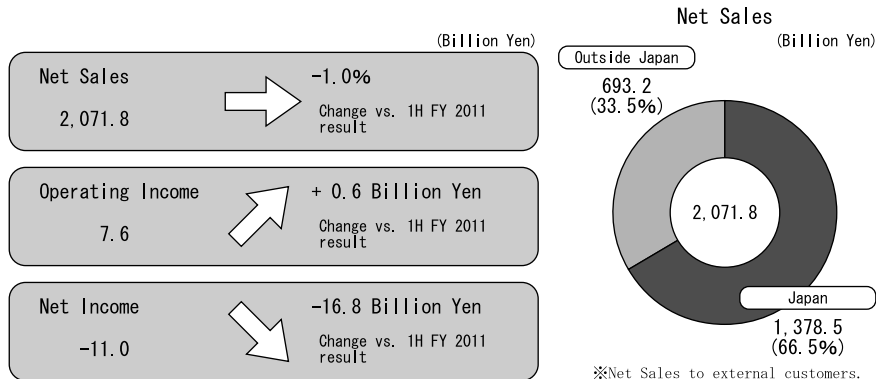 (Billion Yen)
Net Sales
2,071.8
-1.0%
Change vs. 1H FY 2011
result
Operating Income
7.6
+ 0.6 Billion Yen
Change vs. 1H FY 2011
result
Net Income
-11.0
-16.8 Billion Yen
Change vs. 1H FY 2011
result
Net Sales
(Billion Yen)
Outside Japan
693.2
(33.5%)
2,071.8
Japan
1,378.5
(66.5%)
※Net Sales to external customers.